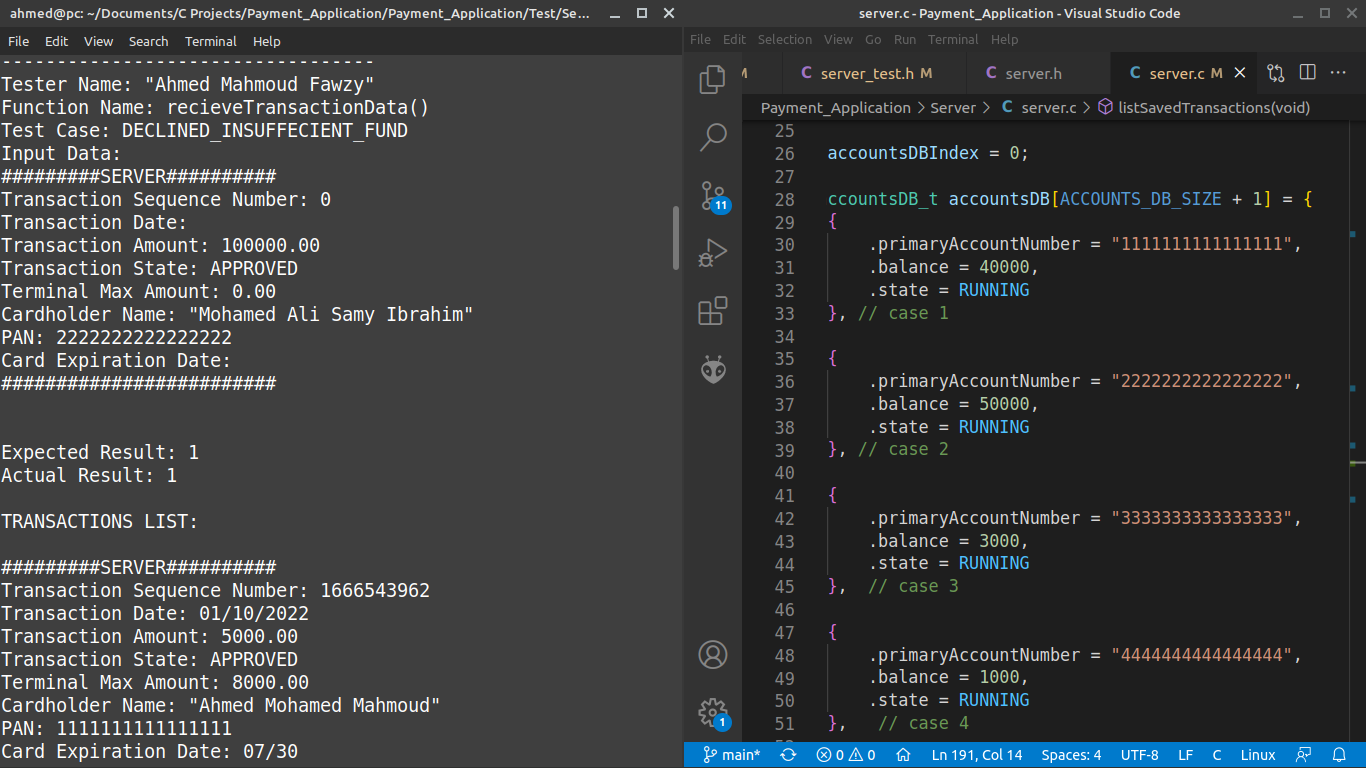 ahmed@pc: ~/Documents/C Projects/Payment_Application/Payment_Application/Test/Se...
File Edit View Search Terminal Help
----------------------------------
Tester Name: "Ahmed Mahmoud Fawzy"
Function Name: recieveTransactionData()
Test Case: DECLINED_INSUFFECIENT_FUND
Input Data:
#########SERVER##########
Transaction Sequence Number: 0
Transaction Date:
Transaction Amount: 100000.00
Transaction State: APPROVED
Terminal Max Amount: 0.00
Cardholder Name: "Mohamed Ali Samy Ibrahim"
PAN: 2222222222222222
Card Expiration Date:
#########################
Expected Result: 1
Actual Result: 1
TRANSACTIONS LIST:
#########SERVER##########
Transaction Sequence Number: 1666543962
Transaction Date: 01/10/2022
Transaction Amount: 5000.00
Transaction State: APPROVED
Terminal Max Amount: 8000.00
Cardholder Name: "Ahmed Mohamed Mahmoud"
PAN: 1111111111111111
Card Expiration Date: 07/30
server.c - Payment_Application - Visual Studio Code
File Edit Selection View Go Run Terminal Help
M C server_test.h M C server.h C server.c M
Payment_Application > Server > C server.c > listSavedTransactions(void)
25
26 accountsDBIndex = 0;
27
28 ccountsDB_t accountsDB[ACCOUNTS_DB_SIZE + 1] = {
29 {
30 .primaryAccountNumber = "1111111111111111",
31 .balance = 40000,
32 .state = RUNNING
33 }, // case 1
34
35 {
36 .primaryAccountNumber = "2222222222222222",
37 .balance = 50000,
38 .state = RUNNING
39 }, // case 2
40
41 {
42 .primaryAccountNumber = "3333333333333333",
43 .balance = 3000,
44 .state = RUNNING
45 }, // case 3
46
47 {
48 .primaryAccountNumber = "4444444444444444",
49 .balance = 1000,
50 .state = RUNNING
51 }, // case 4
11
1
main* 0 0 Ln 191, Col 14 Spaces: 4 UTF-8 LF C Linux